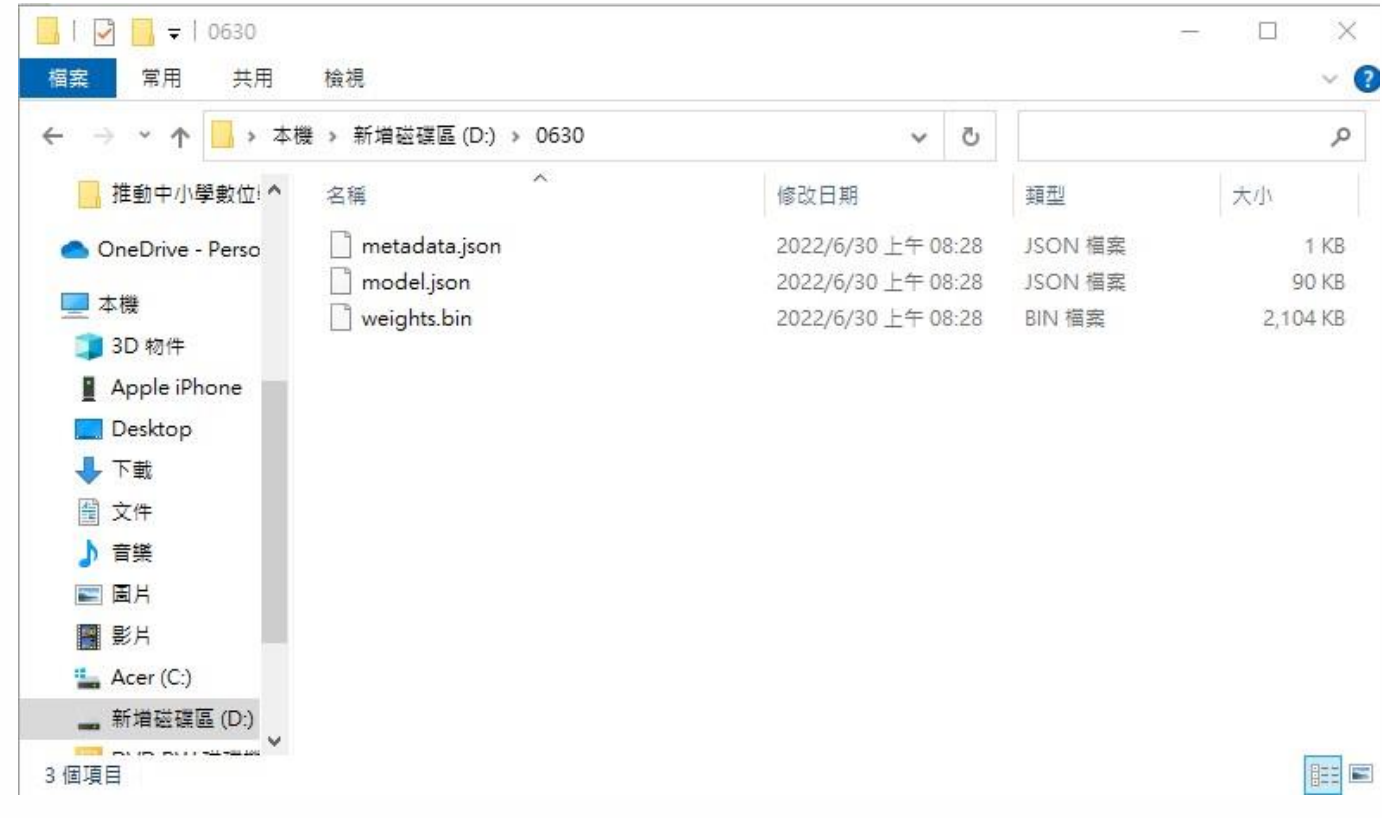 0630
檔案 常用 共用 檢視
本機 › 新增磁碟區 (D:) › 0630
名稱 修改日期 類型 大小
推動中小學數位
OneDrive - Perso
本機
3D 物件
Apple iPhone
Desktop
下載
文件
音樂
圖片
影片
Acer (C:)
新增磁碟區 (D:)
metadata.json 2022/6/30 上午 08:28 JSON 檔案 1 KB
model.json 2022/6/30 上午 08:28 JSON 檔案 90 KB
weights.bin 2022/6/30 上午 08:28 BIN 檔案 2,104 KB
3 個項目